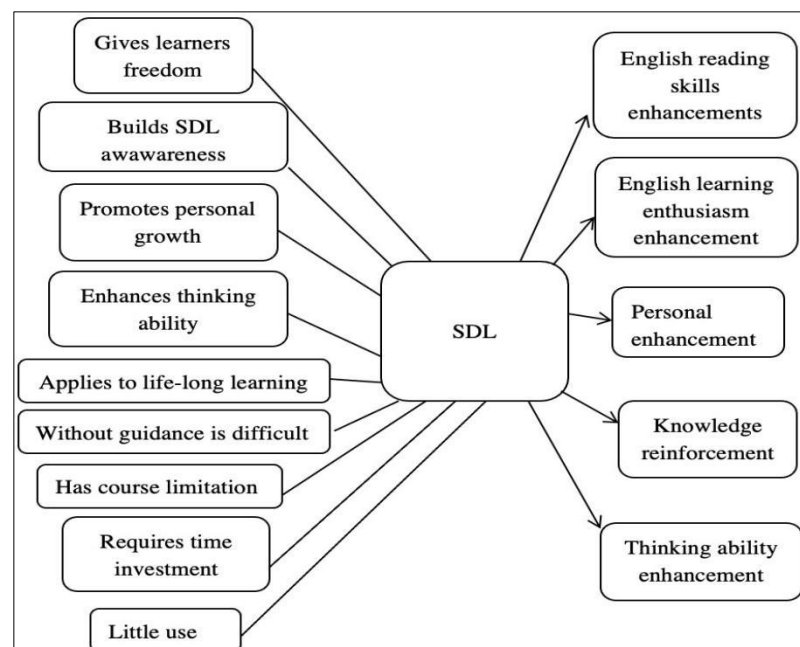 Gives learners
freedom
Builds SDL
awawareness
Promotes personal
growth
Enhances thinking
ability
Applies to life-long learning
Without guidance is difficult
Has course limitation
Requires time
investment
Little use
SDL
English reading
skills
enhancements
English learning
enthusiasm
enhancement
Personal
enhancement
Knowledge
reinforcement
Thinking ability
enhancement